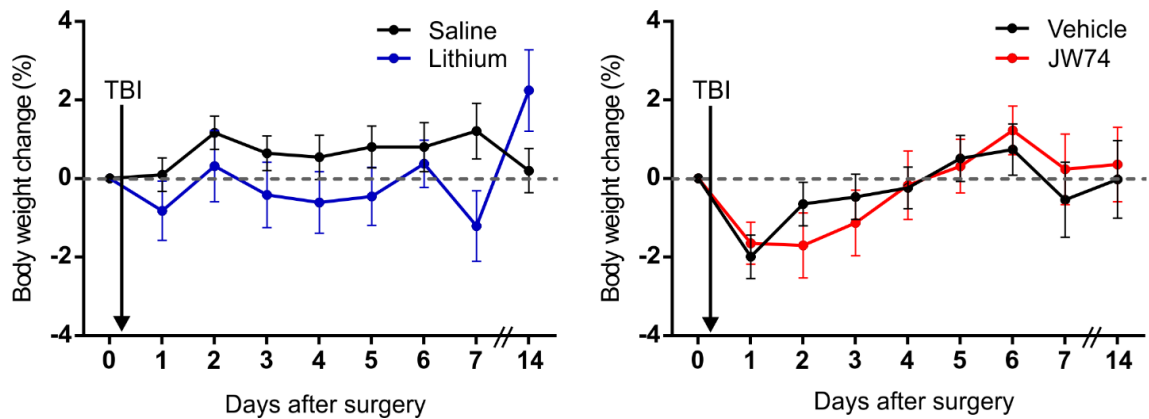 4
Saline
Lithium
2
TBI
0
-2
-4
Body weight change (%)
0 1 2 3 4 5 6 7 14
Days after surgery
4
Vehicle
JW74
2
TBI
0
-2
-4
Body weight change (%)
0 1 2 3 4 5 6 7 14
Days after surgery